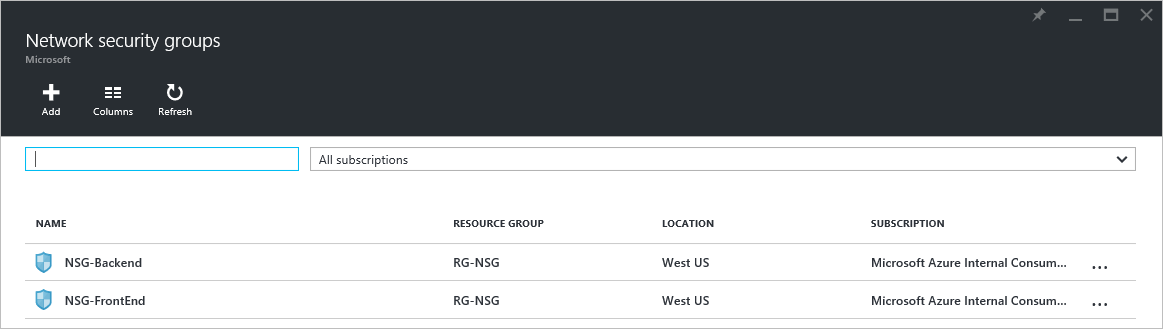 Network security groups
Microsoft
Add Columns Refresh
All subscriptions
NAME RESOURCE GROUP LOCATION SUBSCRIPTION
NSG-Backend RG-NSG West US Microsoft Azure Internal Consum... ...
NSG-FrontEnd RG-NSG West US Microsoft Azure Internal Consum... ...